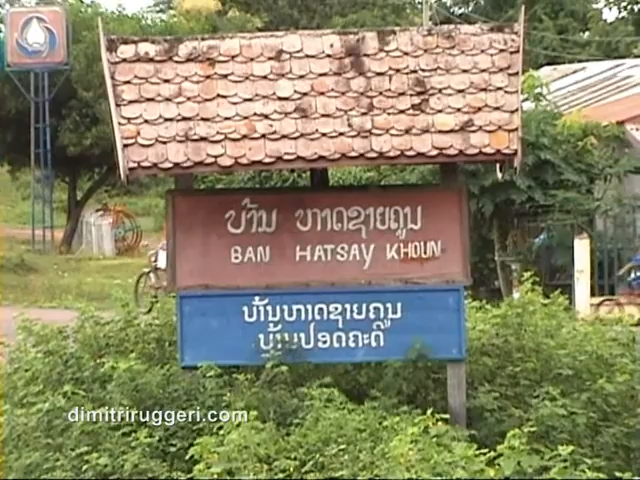 ບ້ານ ຫາດຊາຍຄູນ
BAN HATSAY KHOUN
ບ້ານຫາດຊາຍຄູນ
ບ້ານປອດຄະດີ
dimitriruggeri.com